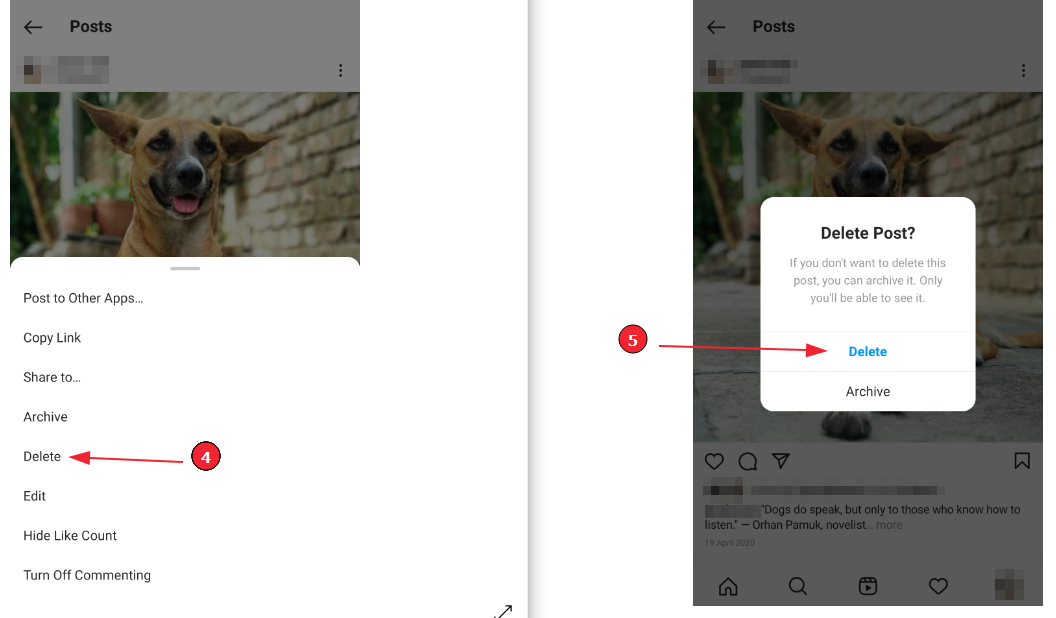 Posts
Post to Other Apps...
Copy Link
Share to...
Archive
Delete
4
Edit
Hide Like Count
Turn Off Commenting
Posts
Delete Post?
If you don't want to delete this
post, you can archive it. Only
you'll be able to see it.
5
Delete
Archive
"Dogs do speak, but only to those who know how to
listen." — Orhan Pamuk, novelist... more
19 April 2020